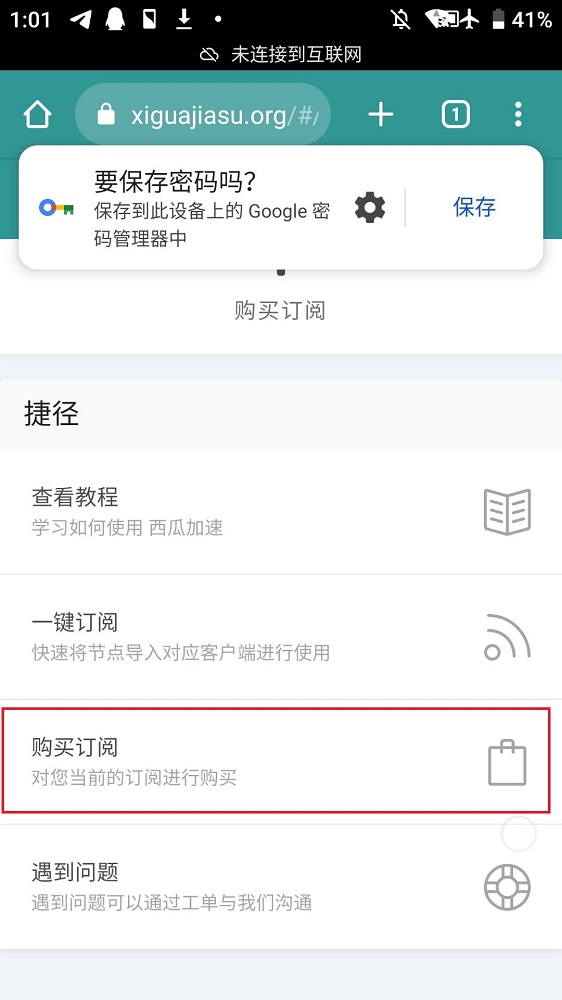 1:01
41%
未连接到互联网
xiguajiasu.org/#/
1
要保存密码吗？
保存到此设备上的 Google 密
码管理器中
保存
购买订阅
捷径
查看教程
学习如何使用 西瓜加速
一键订阅
快速将节点导入对应客户端进行使用
购买订阅
对您当前的订阅进行购买
遇到问题
遇到问题可以通过工单与我们沟通